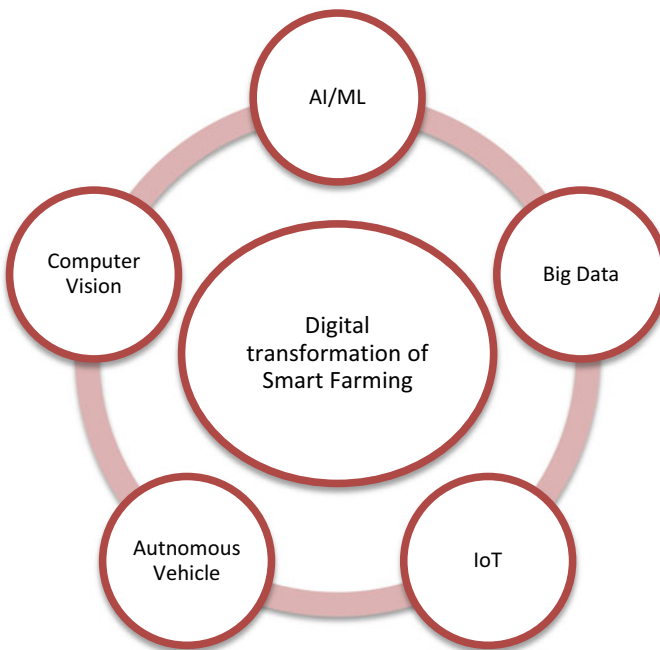 AI/ML
Computer
Vision
Big Data
Digital
transformation of
Smart Farming
Autnomous
Vehicle
IoT